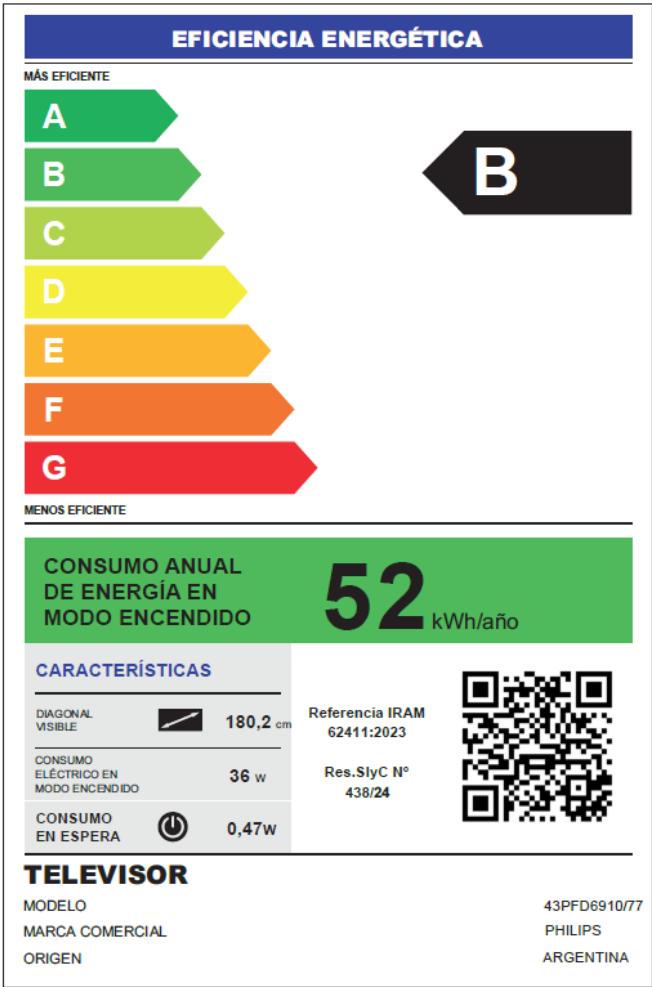 EFICIENCIA ENERGÉTICA
MÁS EFICIENTE
A
B
B
C
D
E
F
G
MENOS EFICIENTE
CONSUMO ANUAL
DE ENERGÍA EN
MODO ENCENDIDO
52 kWh/año
CARACTERÍSTICAS
DIAGONAL
VISIBLE
180,2 cm
CONSUMO
ELÉCTRICO EN
MODO ENCENDIDO
36 W
CONSUMO
EN ESPERA
0,47W
Referencia IRAM
62411:2023
Res.SIyC Nº
438/24
TELEVISOR
MODELO 43PFD6910/77
MARCA COMERCIAL PHILIPS
ORIGEN ARGENTINA